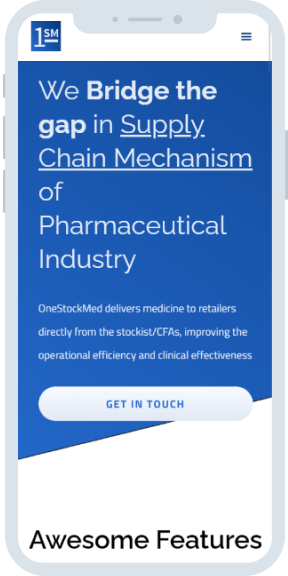 1SM
We Bridge the
gap in Supply
Chain Mechanism
of
Pharmaceutical
Industry
OneStockMed delivers medicine to retailers
directly from the stockist/CFAs, improving the
operational efficiency and clinical effectiveness
GET IN TOUCH
Awesome Features